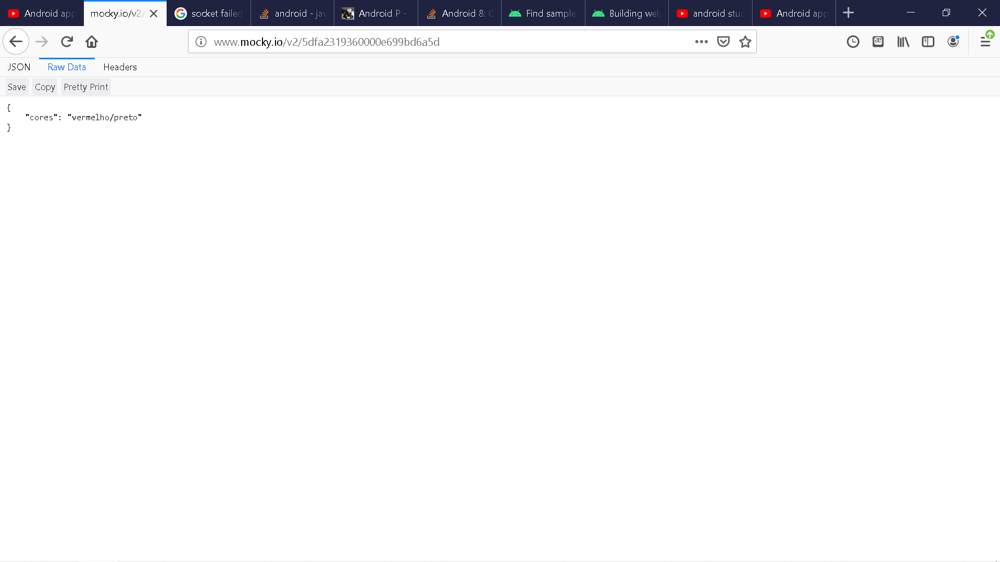 Android app
mocky.io/v2/
socket failed
android - jav
Android P -
Android 8: C
Find sample
Building web
android stud
Android app
www.mocky.io/v2/5dfa2319360000e699bd6a5d
JSON
Raw Data
Headers
Save
Copy
Pretty Print
{
"cores": "vermelho/preto"
}